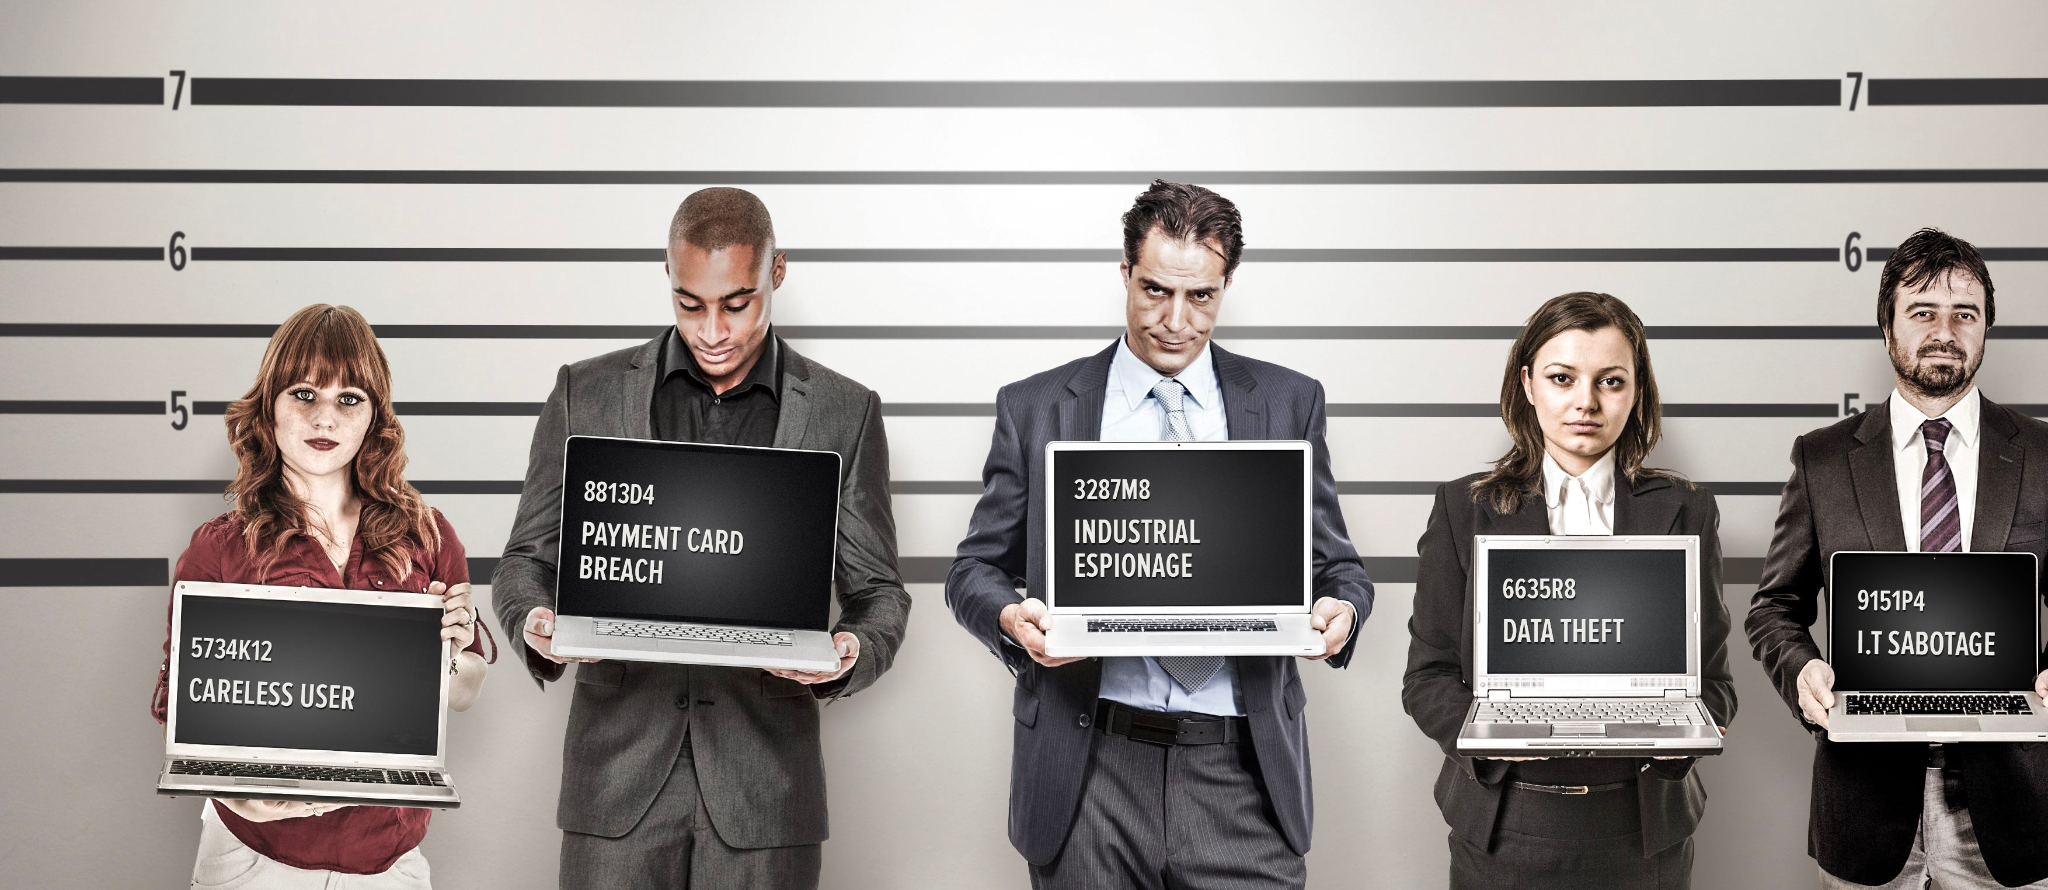 7
7
6
6
5
5
5734K12
CARELESS USER
8813D4
PAYMENT CARD
BREACH
3287M8
INDUSTRIAL
ESPIONAGE
6635R8
DATA THEFT
9151P4
I.T SABOTAGE